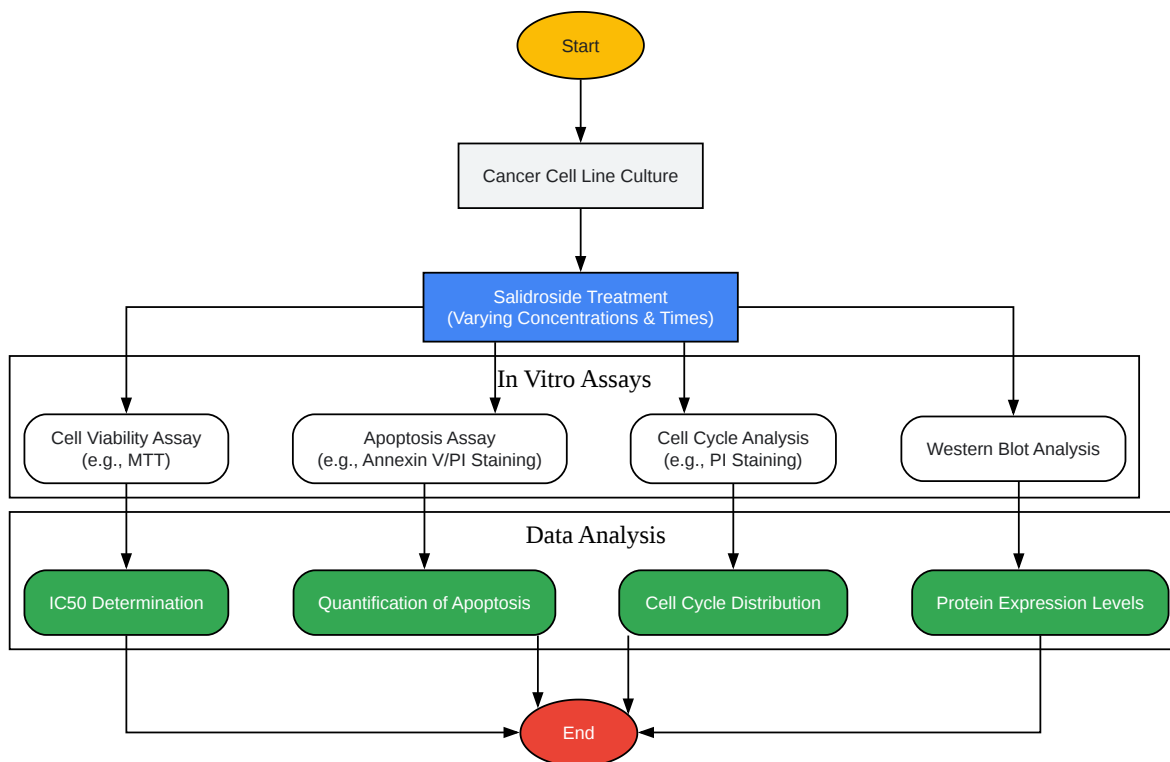 Start
Cancer Cell Line Culture
Salidroside Treatment
(Varying Concentrations & Times)
In Vitro Assays
Cell Viability Assay
(e.g., MTT)
Apoptosis Assay
(e.g., Annexin V/PI Staining)
Cell Cycle Analysis
(e.g., PI Staining)
Western Blot Analysis
Data Analysis
IC50 Determination
Quantification of Apoptosis
Cell Cycle Distribution
Protein Expression Levels
End